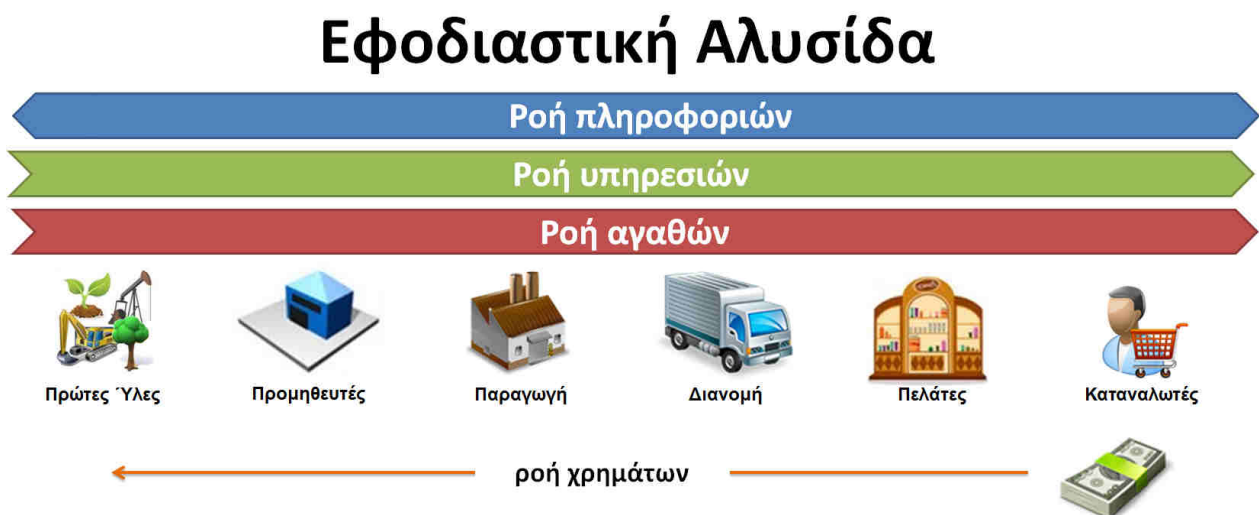 Εφοδιαστική Αλυσίδα
Ροή πληροφοριών
Ροή υπηρεσιών
Ροή αγαθών
Πρώτες Ύλες Προμηθευτές Παραγωγή Διανομή Πελάτες Καταναλωτές
ροή χρημάτων